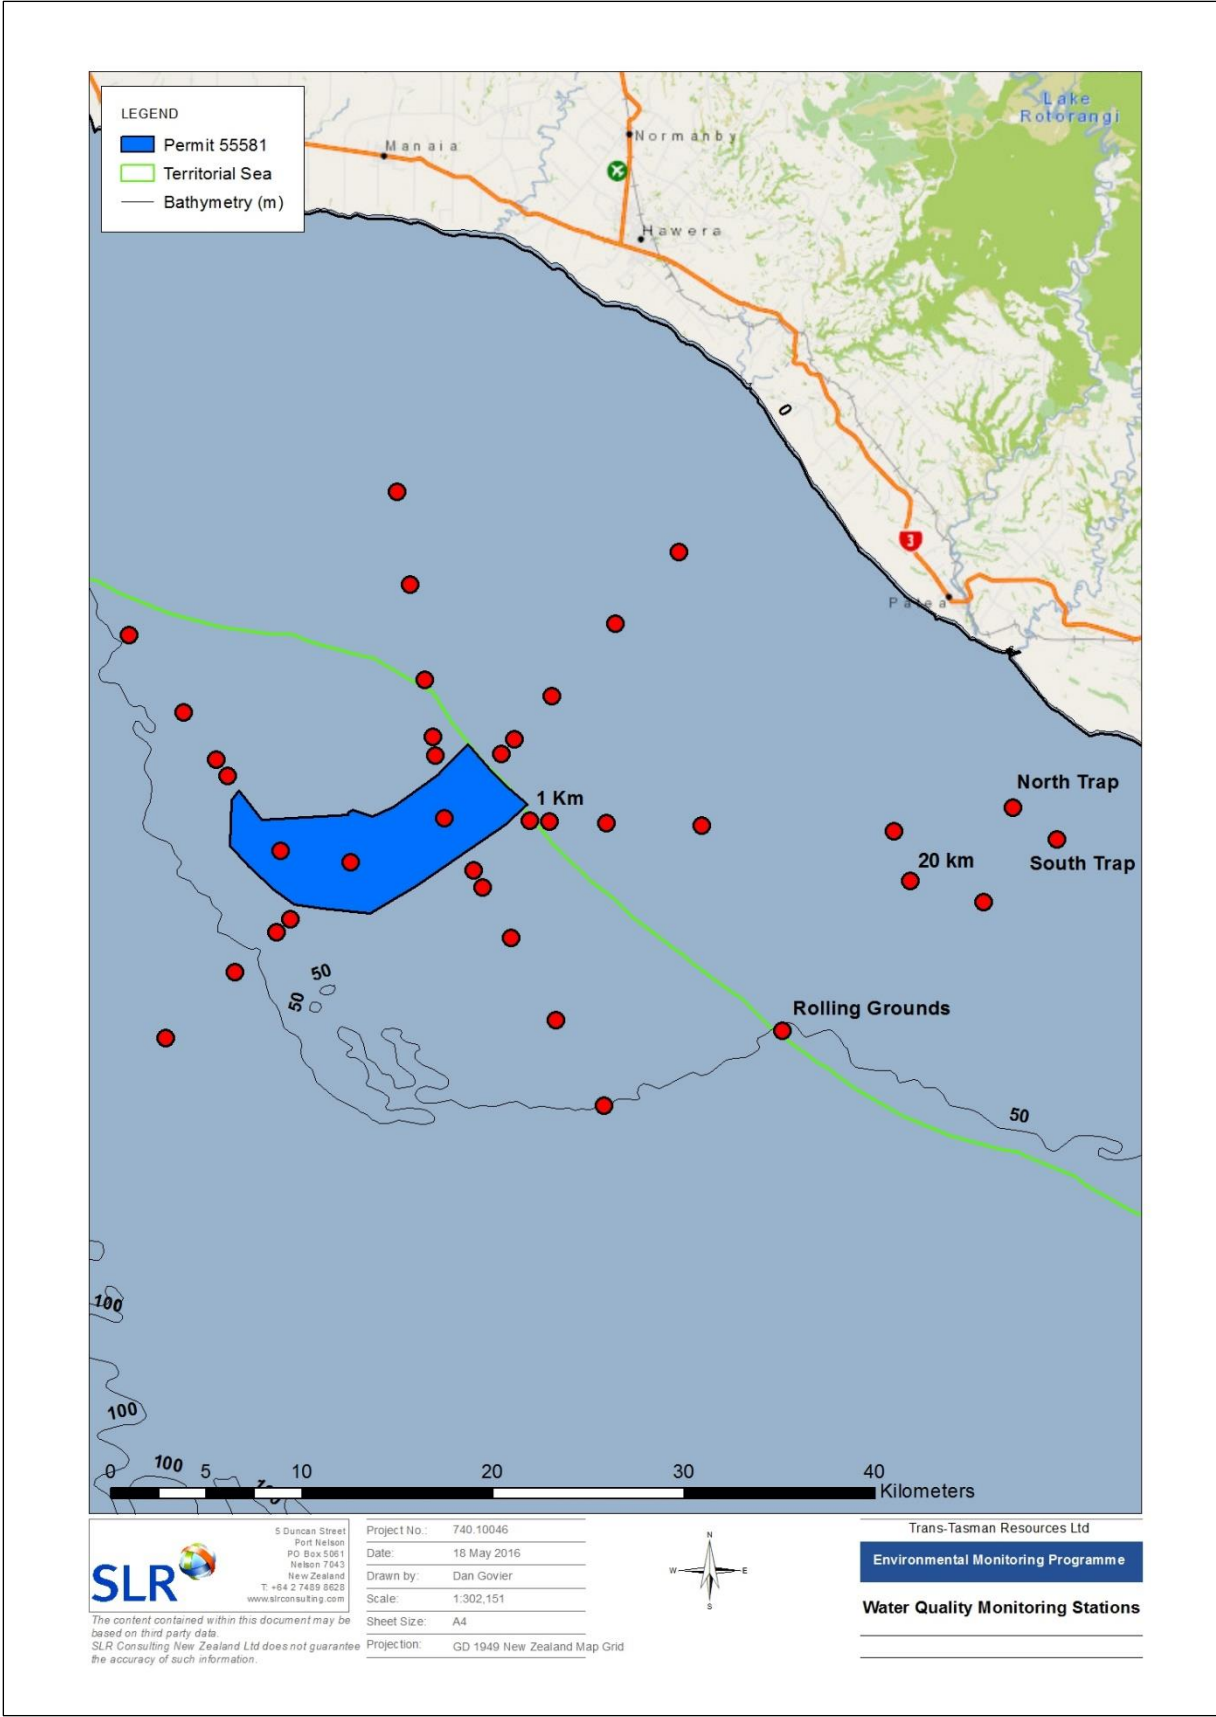 LEGEND
Permit 55581
Territorial Sea
Bathymetry (m)
Lake
Rotorangi
Manaia
Normanby
Hawera
0
3
Patea
North Trap
1 Km
South Trap
20 km
50
50
Rolling Grounds
50
100
100
100
0 5 10 20 30 40
Kilometers
SLR
5 Duncan Street
Port Nelson
PO Box 5061
Nelson 7043
New Zealand
T: +64 2 7489 8628
www.slrconsulting.com
The content contained within this document may be
based on third party data.
SLR Consulting New Zealand Ltd does not guarantee
the accuracy of such information.
Project No.: 740.10046
Date: 18 May 2016
Drawn by: Dan Govier
Scale: 1:302,151
Sheet Size: A4
Projection: GD 1949 New Zealand Map Grid
N
W E
S
Trans-Tasman Resources Ltd
Environmental Monitoring Programme
Water Quality Monitoring Stations